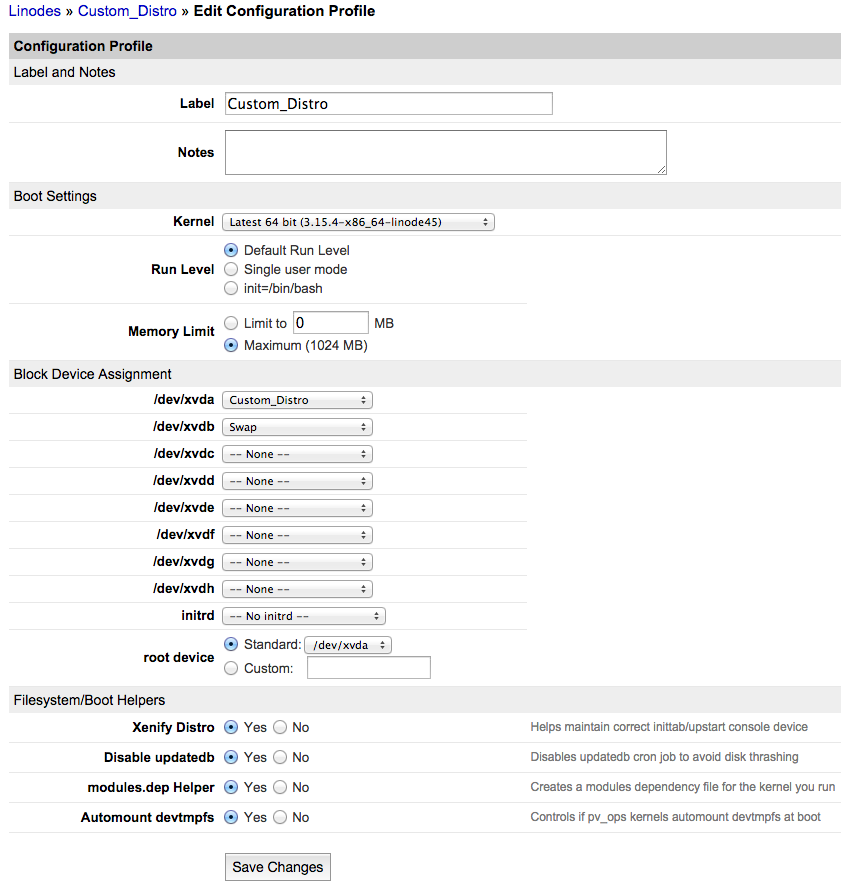 Linodes » Custom_Distro » Edit Configuration Profile
Configuration Profile
Label and Notes
Label Custom_Distro
Notes
Boot Settings
Kernel Latest 64 bit (3.15.4-x86_64-linode45)
Run Level Default Run Level
Single user mode
init=/bin/bash
Memory Limit Limit to 0 MB
Maximum (1024 MB)
Block Device Assignment
/dev/xvda Custom_Distro
/dev/xvdb Swap
/dev/xvdc -- None --
/dev/xvdd -- None --
/dev/xvde -- None --
/dev/xvdf -- None --
/dev/xvdg -- None --
/dev/xvdh -- None --
initrd -- No initrd --
root device Standard: /dev/xvda
Custom:
Filesystem/Boot Helpers
Xenify Distro Yes No Helps maintain correct inittab/upstart console device
Disable updatedb Yes No Disables updatedb cron job to avoid disk thrashing
modules.dep Helper Yes No Creates a modules dependency file for the kernel you run
Automount devtmpfs Yes No Controls if pv_ops kernels automount devtmpfs at boot
Save Changes